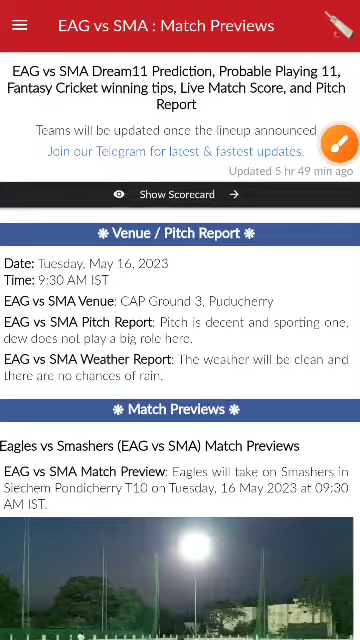 EAG vs SMA : Match Previews
EAG vs SMA Dream11 Prediction, Probable Playing 11,
Fantasy Cricket winning tips, Live Match Score, and Pitch
Report
Teams will be updated once the lineup announced
Join our Telegram for latest & fastest updates.
Updated 5 hr 49 min ago
Show Scorecard →
❋ Venue / Pitch Report ❋
Date: Tuesday, May 16, 2023
Time: 9:30 AM IST
EAG vs SMA Venue: CAP Ground 3, Puducherry
EAG vs SMA Pitch Report: Pitch is decent and sporting one,
dew does not play a big role here.
EAG vs SMA Weather Report: The weather will be clean and
there are no chances of rain.
❋ Match Previews ❋
Eagles vs Smashers (EAG vs SMA) Match Previews
EAG vs SMA Match Preview: Eagles will take on Smashers in
Siechem Pondicherry T10 on Tuesday, 16 May 2023 at 09:30
AM IST.